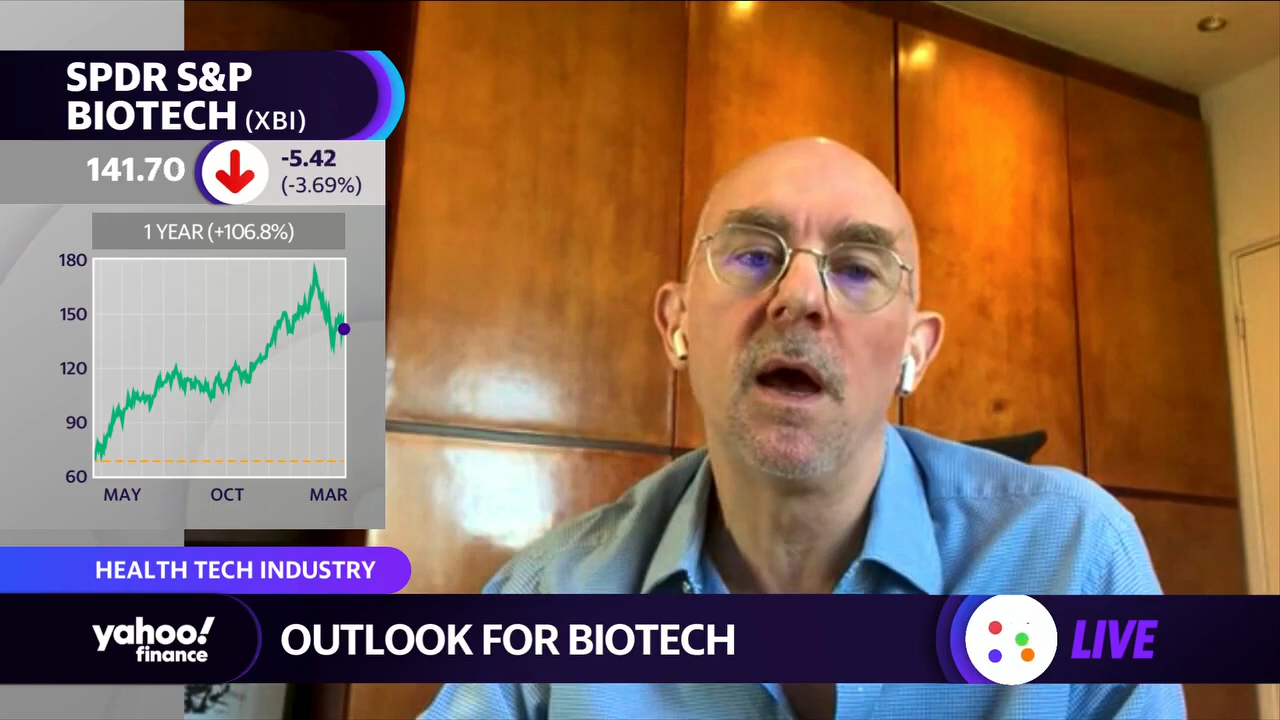 SPDR S&P
BIOTECH (XBI)
141.70
-5.42
(-3.69%)
1 YEAR (+106.8%)
180
150
120
90
60
MAY OCT MAR
HEALTH TECH INDUSTRY
yahoo!
finance
OUTLOOK FOR BIOTECH
LIVE